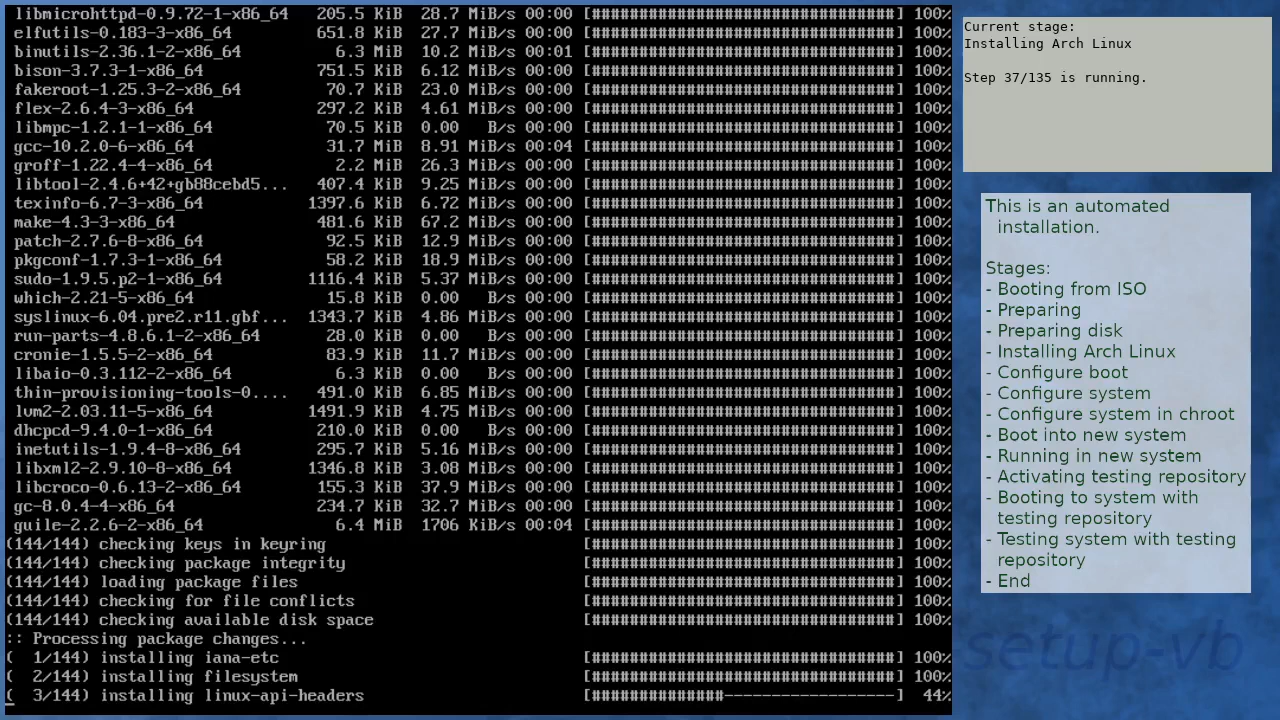 libmicrohttpd-0.9.72-x86_64 205.5 KiB 28.7 MiB/s 00:00 [################################] 100%
elfutils-0.183-3-x86_64 651.8 KiB 27.7 MiB/s 00:00 [################################] 100%
binutils-2.36.1-2-x86_64 6.3 MiB 10.2 MiB/s 00:01 [################################] 100%
bison-3.7.3-1-x86_64 751.5 KiB 6.12 MiB/s 00:00 [################################] 100%
fakeroot-1.25.3-2-x86_64 70.7 KiB 23.0 MiB/s 00:00 [################################] 100%
flex-2.6.4-3-x86_64 297.2 KiB 4.61 MiB/s 00:00 [################################] 100%
libmpc-1.2.1-1-x86_64 70.5 KiB 0.00 B/s 00:00 [################################] 100%
gcc-10.2.0-6-x86_64 31.7 MiB 8.91 MiB/s 00:04 [################################] 100%
groff-1.22.4-4-x86_64 2.2 MiB 26.3 MiB/s 00:00 [################################] 100%
libtool-2.4.6+42+gb88cebd5... 407.4 KiB 9.25 MiB/s 00:00 [################################] 100%
texinfo-6.7-3-x86_64 1397.6 KiB 6.72 MiB/s 00:00 [################################] 100%
make-4.3-3-x86_64 481.6 KiB 67.2 MiB/s 00:00 [################################] 100%
patch-2.7.6-8-x86_64 92.5 KiB 12.9 MiB/s 00:00 [################################] 100%
pkgconf-1.7.3-1-x86_64 58.2 KiB 18.9 MiB/s 00:00 [################################] 100%
sudo-1.9.5.p2-1-x86_64 1116.4 KiB 5.37 MiB/s 00:00 [################################] 100%
which-2.21-5-x86_64 15.8 KiB 0.00 B/s 00:00 [################################] 100%
syslinux-6.04.pre2.r11.gbf... 1343.7 KiB 4.86 MiB/s 00:00 [################################] 100%
run-parts-4.8.6.1-2-x86_64 28.0 KiB 0.00 B/s 00:00 [################################] 100%
cronie-1.5.5-2-x86_64 83.9 KiB 11.7 MiB/s 00:00 [################################] 100%
libaio-0.3.112-2-x86_64 6.3 KiB 0.00 B/s 00:00 [################################] 100%
thin-provisioning-tools-0.... 491.0 KiB 6.85 MiB/s 00:00 [################################] 100%
lvm2-2.03.11-5-x86_64 1491.9 KiB 4.75 MiB/s 00:00 [################################] 100%
dhcpcd-9.4.0-1-x86_64 210.0 KiB 0.00 B/s 00:00 [################################] 100%
inetutils-1.9.4-8-x86_64 295.7 KiB 5.16 MiB/s 00:00 [################################] 100%
libxml2-2.9.10-8-x86_64 1346.8 KiB 3.08 MiB/s 00:00 [################################] 100%
libcroco-0.6.13-2-x86_64 155.3 KiB 37.9 MiB/s 00:00 [################################] 100%
gc-8.0.4-4-x86_64 234.7 KiB 32.7 MiB/s 00:00 [################################] 100%
guile-2.2.6-2-x86_64 6.4 MiB 1706 KiB/s 00:04 [################################] 100%
(144/144) checking keys in keyring [################################] 100%
(144/144) checking package integrity [################################] 100%
(144/144) loading package files [################################] 100%
(144/144) checking for file conflicts [################################] 100%
(144/144) checking available disk space [################################] 100%
:: Processing package changes...
( 1/144) installing iana-etc [################################] 100%
( 2/144) installing filesystem [################################] 100%
( 3/144) installing linux-api-headers [##############------------------] 44%
Current stage:
Installing Arch Linux
Step 37/135 is running.
This is an automated
installation.
Stages:
- Booting from ISO
- Preparing
- Preparing disk
- Installing Arch Linux
- Configure boot
- Configure system
- Configure system in chroot
- Boot into new system
- Running in new system
- Activating testing repository
- Booting to system with
testing repository
- Testing system with testing
repository
- End
setup-vb